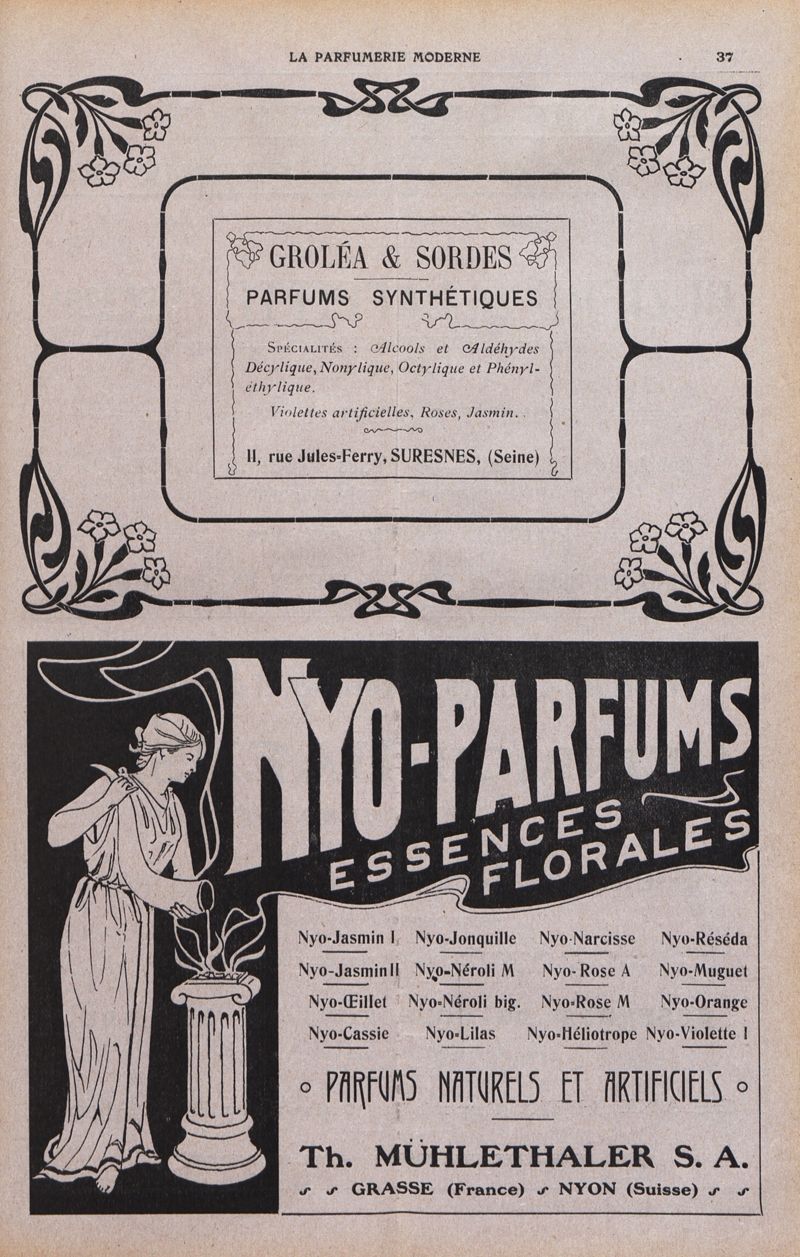 LA PARFUMERIE MODERNE
37
GROLÉA & SORDES
PARFUMS SYNTHÉTIQUES
SPÉCIALITÉS : Alcools et Aldéhydes
Décylique, Nonylique, Octylique et Phényl-
éthylique.
Violettes artificielles, Roses, Jasmin.
11, rue Jules-Ferry, SURESNES, (Seine)
NYO-PARFUMS
ESSENCES
FLORALES
Nyo-Jasmin I Nyo-Jonquille Nyo-Narcisse Nyo-Réséda
Nyo-Jasmin II Nyo-Néroli M Nyo-Rose A Nyo-Muguet
Nyo-Œillet Nyo-Néroli big. Nyo-Rose M Nyo-Orange
Nyo-Cassie Nyo-Lilas Nyo-Héliotrope Nyo-Violette I
PARFUMS NATURELS ET ARTIFICIELS
Th. MÜHLETHALER S. A.
GRASSE (France) NYON (Suisse)